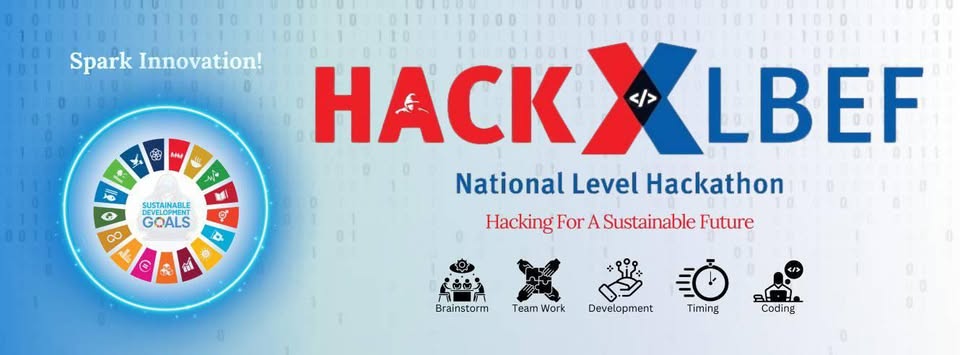 Spark Innovation!
HACK X LBEF
</>
National Level Hackathon
Hacking For A Sustainable Future
SUSTAINABLE
DEVELOPMENT
GOALS
Brainstorm
Team Work
Development
Timing
Coding
</>